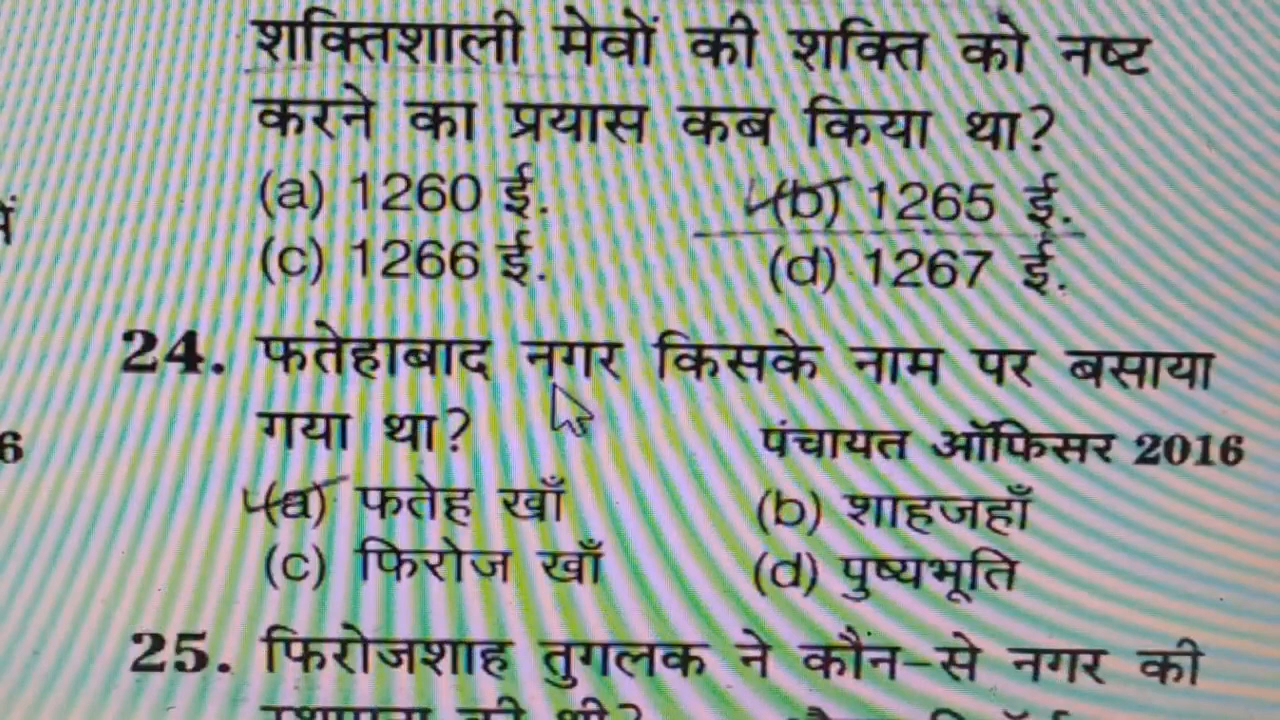 शक्तिशाली मेवों की शक्ति को नष्ट
करने का प्रयास कब किया था?
(a) 1260 ई. (b) 1265 ई.
(c) 1266 ई. (d) 1267 ई.
24. फतेहाबाद नगर किसके नाम पर बसाया
गया था? पंचायत ऑफिसर 2016
6
(a) फतेह खाँ (b) शाहजहाँ
(c) फिरोज खाँ (d) पुष्यभूति
25. फिरोजशाह तुगलक ने कौन-से नगर की